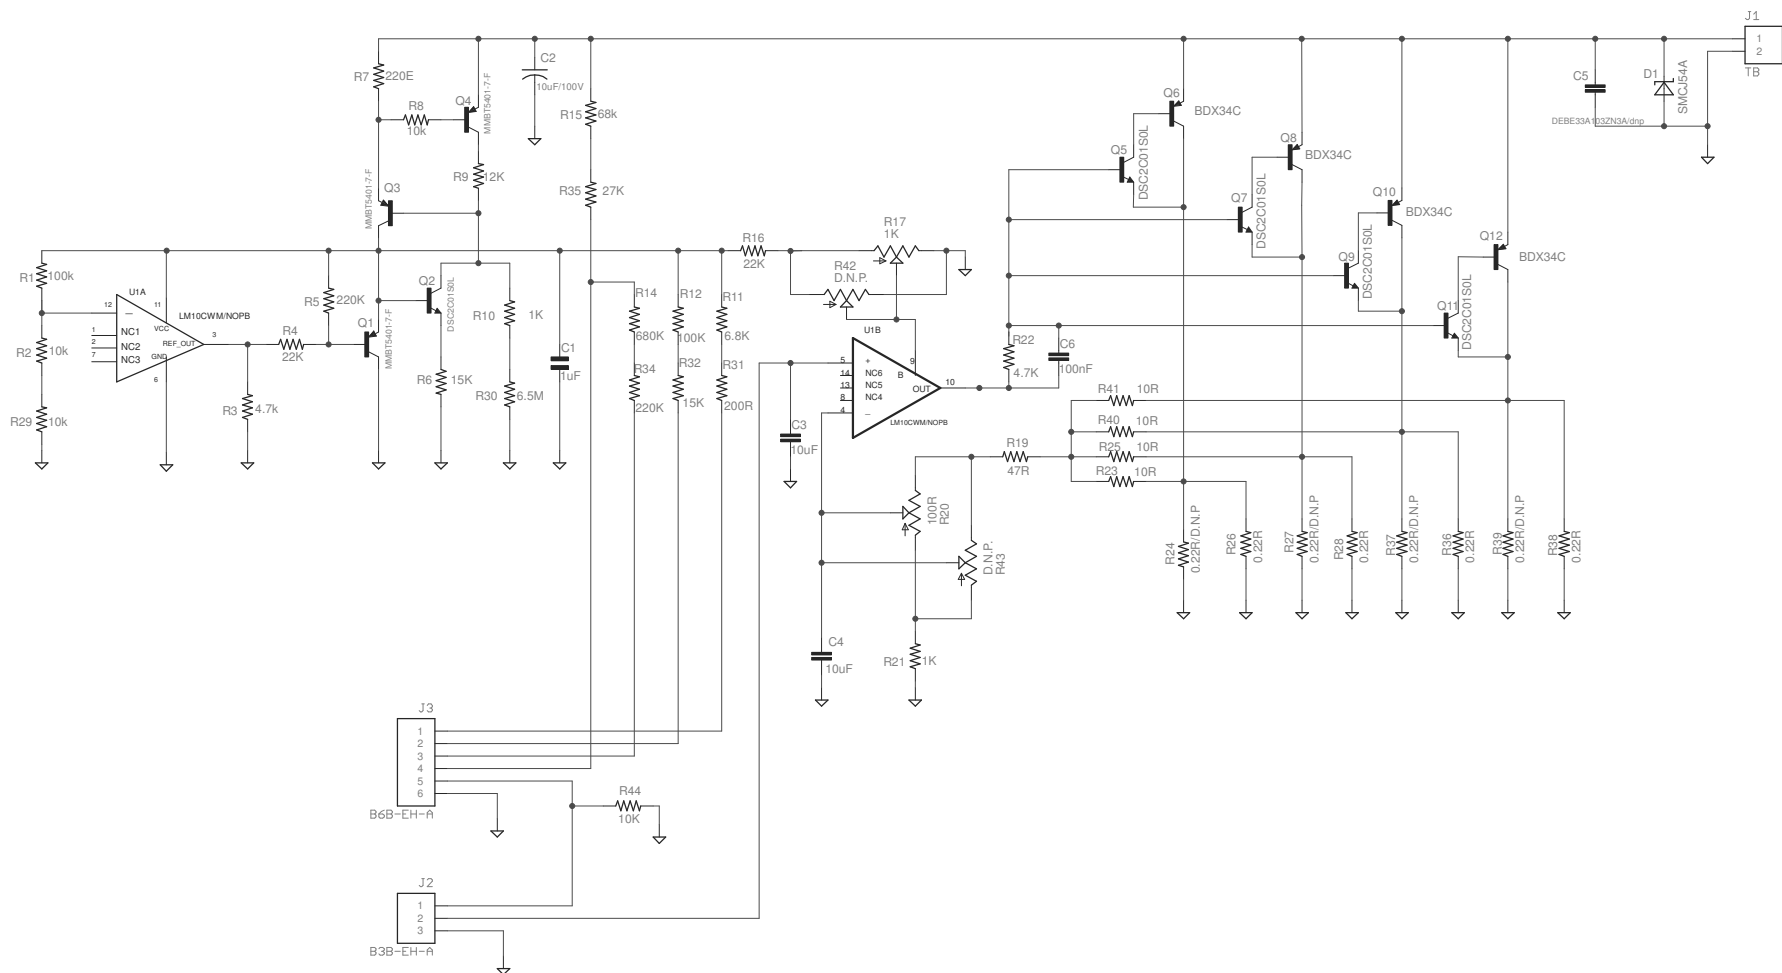 J1
1
2
TB
R7
220E
R8
10k
Q4
MMBT5401-7-F
C2
10uF/100V
R15
68k
R9
12K
R35
27K
Q3
MMBT5401-7-F
C5
DEBE33A103ZN3A/dnp
D1
SMCJ54A
Q6
BDX34C
Q5
DSC2C01S0L
Q8
BDX34C
Q7
DSC2C01S0L
Q10
BDX34C
Q9
DSC2C01S0L
Q12
BDX34C
Q11
DSC2C01S0L
R1
100k
R2
10k
R29
10k
U1A
12
11
1
2
7
NC1
NC2
NC3
VCC
GND
REF_OUT
3
6
LM10CWM/NOPB
R3
4.7k
R4
22K
R5
220K
Q1
MMBT5401-7-F
Q2
DSC2C01S0L
R6
15K
R10
1K
R30
6.5M
C1
1uF
R14
680K
R34
220K
R12
100K
R32
15K
R11
6.8K
R31
200R
R16
22K
R17
1K
R42
D.N.P.
U1B
5
14
13
8
4
+
NC6
NC5
NC4
B
9
OUT
10
LM10CWM/NOPB
C3
10uF
R22
4.7K
C6
100nF
R19
47R
R41
10R
R40
10R
R25
10R
R23
10R
100R
R20
D.N.P.
R43
C4
10uF
R21
1K
R24
0.22R/D.N.P
R26
0.22R
R27
0.22R/D.N.P
R28
0.22R
R37
0.22R/D.N.P
R36
0.22R
R39
0.22R/D.N.P
R38
0.22R
J3
1
2
3
4
5
6
B6B-EH-A
R44
10K
J2
1
2
3
B3B-EH-A